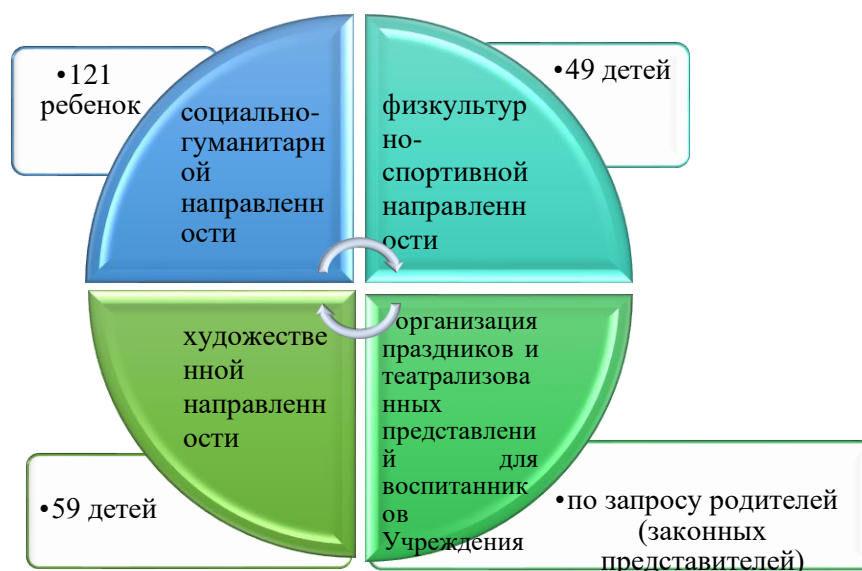 •121
ребенок
социально-
гуманитарн
ой
направленн
ости
•49 детей
физкультур
но-
спортивной
направленн
ости
художестве
нной
направленн
ости
•59 детей
организация
праздников и
театрализова
нных
представлени
й для
воспитанник
ов
Учреждения
•по запросу родителей
(законных
представителей)